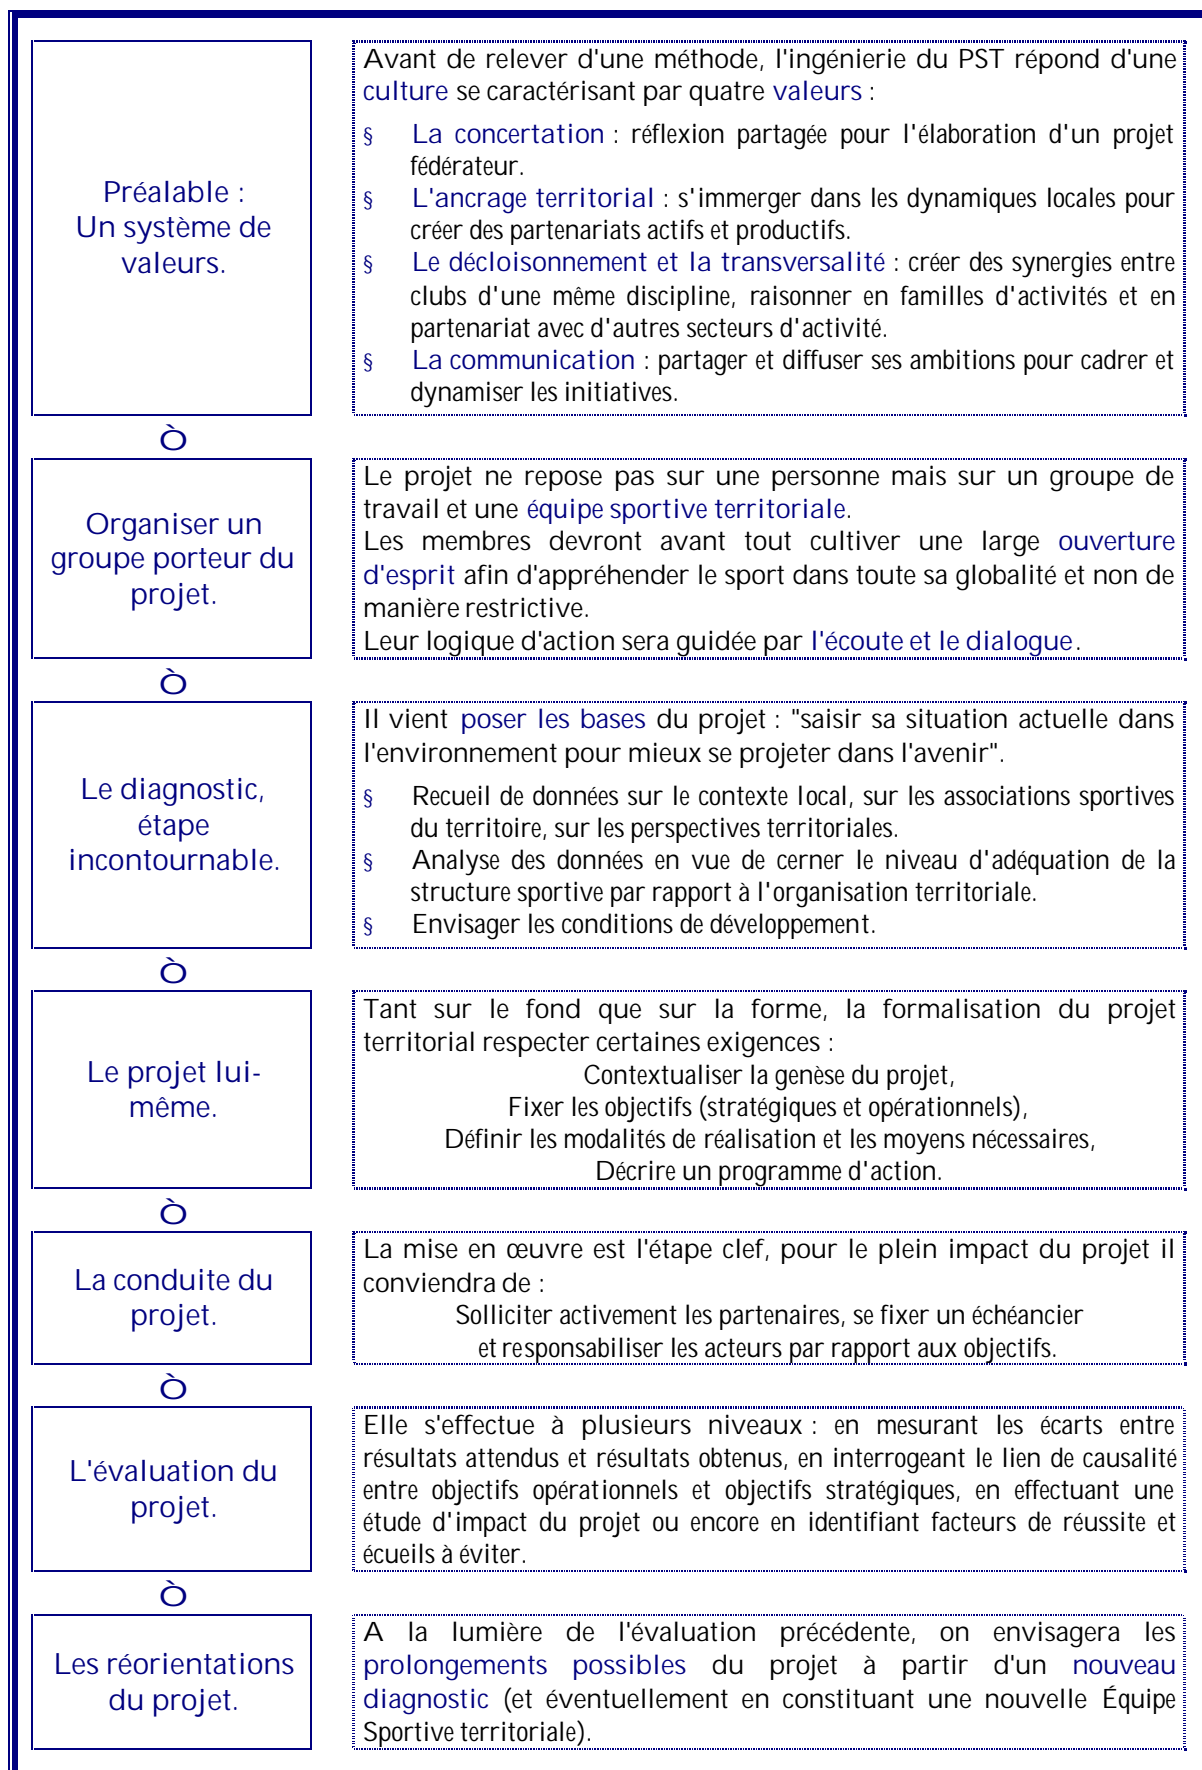 Préalable :
Un système de
valeurs.
Avant de relever d'une méthode, l'ingénierie du PST répond d'une
culture se caractérisant par quatre valeurs :
§ La concertation : réflexion partagée pour l'élaboration d'un projet
fédérateur.
§ L'ancrage territorial : s'immerger dans les dynamiques locales pour
créer des partenariats actifs et productifs.
§ Le décloisonnement et la transversalité : créer des synergies entre
clubs d'une même discipline, raisonner en familles d'activités et en
partenariat avec d'autres secteurs d'activité.
§ La communication : partager et diffuser ses ambitions pour cadrer et
dynamiser les initiatives.
Ò
Organiser un
groupe porteur du
projet.
Le projet ne repose pas sur une personne mais sur un groupe de
travail et une équipe sportive territoriale.
Les membres devront avant tout cultiver une large ouverture
d'esprit afin d'appréhender le sport dans toute sa globalité et non de
manière restrictive.
Leur logique d'action sera guidée par l'écoute et le dialogue.
Ò
Le diagnostic,
étape
incontournable.
Il vient poser les bases du projet : "saisir sa situation actuelle dans
l'environnement pour mieux se projeter dans l'avenir".
§ Recueil de données sur le contexte local, sur les associations sportives
du territoire, sur les perspectives territoriales.
§ Analyse des données en vue de cerner le niveau d'adéquation de la
structure sportive par rapport à l'organisation territoriale.
§ Envisager les conditions de développement.
Ò
Le projet lui-
même.
Tant sur le fond que sur la forme, la formalisation du projet
territorial respecter certaines exigences :
Contextualiser la genèse du projet,
Fixer les objectifs (stratégiques et opérationnels),
Définir les modalités de réalisation et les moyens nécessaires,
Décrire un programme d'action.
Ò
La conduite du
projet.
La mise en œuvre est l'étape clef, pour le plein impact du projet il
conviendra de :
Solliciter activement les partenaires, se fixer un échéancier
et responsabiliser les acteurs par rapport aux objectifs.
Ò
L'évaluation du
projet.
Elle s'effectue à plusieurs niveaux : en mesurant les écarts entre
résultats attendus et résultats obtenus, en interrogeant le lien de causalité
entre objectifs opérationnels et objectifs stratégiques, en effectuant une
étude d'impact du projet ou encore en identifiant facteurs de réussite et
écueils à éviter.
Ò
Les réorientations
du projet.
A la lumière de l'évaluation précédente, on envisagera les
prolongements possibles du projet à partir d'un nouveau
diagnostic (et éventuellement en constituant une nouvelle Équipe
Sportive territoriale).